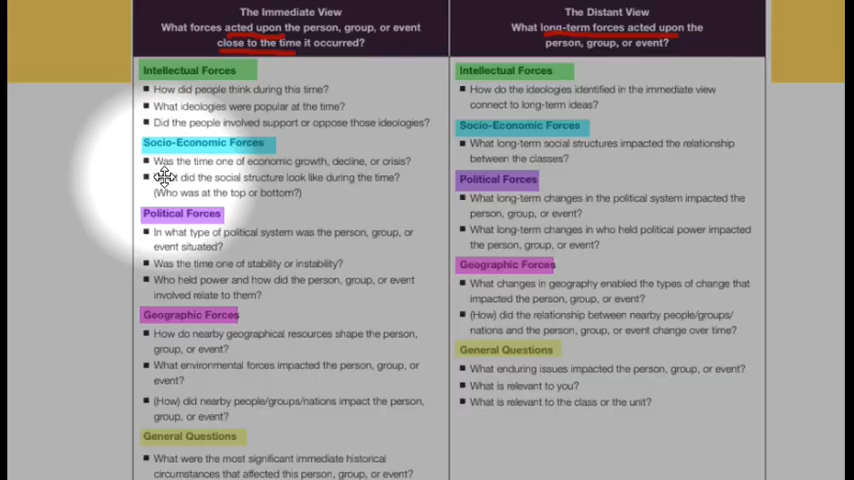 The Immediate View
What forces acted upon the person, group, or event
close to the time it occurred?
Intellectual Forces
■ How did people think during this time?
■ What ideologies were popular at the time?
■ Did the people involved support or oppose those ideologies?
Socio-Economic Forces
■ Was the time one of economic growth, decline, or crisis?
did the social structure look like during the time?
(Who was at the top or bottom?)
Political Forces
■ In what type of political system was the person, group, or
event situated?
■ Was the time one of stability or instability?
■ Who held power and how did the person, group, or event
involved relate to them?
Geographic Forces
■ How do nearby geographical resources shape the person,
group, or event?
■ What environmental forces impacted the person, group, or
event?
■ (How) did nearby people/groups/nations impact the person,
group, or event?
General Questions
■ What were the most significant immediate historical
circumstances that affected this person, group, or event?
The Distant View
What long-term forces acted upon the
person, group, or event?
Intellectual Forces
■ How do the ideologies identified in the immediate view
connect to long-term ideas?
Socio-Economic Forces
■ What long-term social structures impacted the relationship
between the classes?
Political Forces
■ What long-term changes in the political system impacted the
person, group, or event?
■ What long-term changes in who held political power impacted
the person, group, or event?
Geographic Forces
■ What changes in geography enabled the types of change that
impacted the person, group, or event?
■ (How) did the relationship between nearby people/groups/
nations and the person, group, or event change over time?
General Questions
■ What enduring issues impacted the person, group, or event?
■ What is relevant to you?
■ What is relevant to the class or the unit?